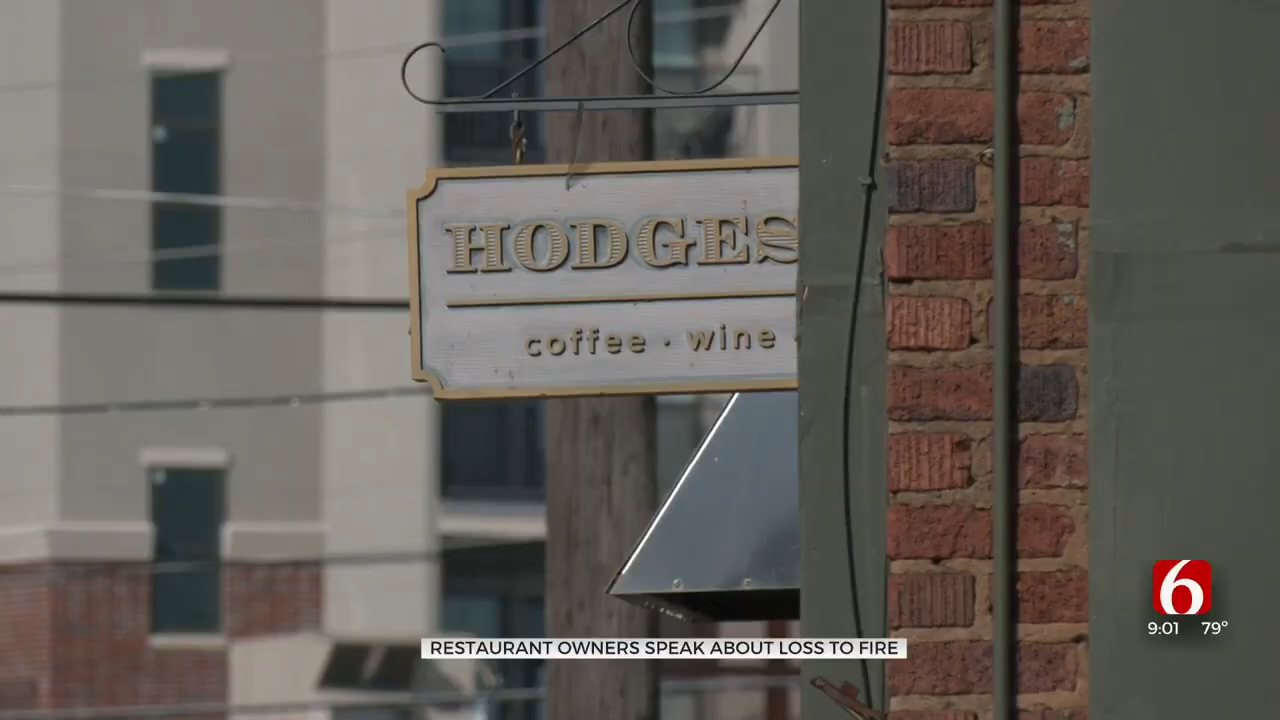 HODGES
coffee · wine ·
RESTAURANT OWNERS SPEAK ABOUT LOSS TO FIRE
6
9:01 79°